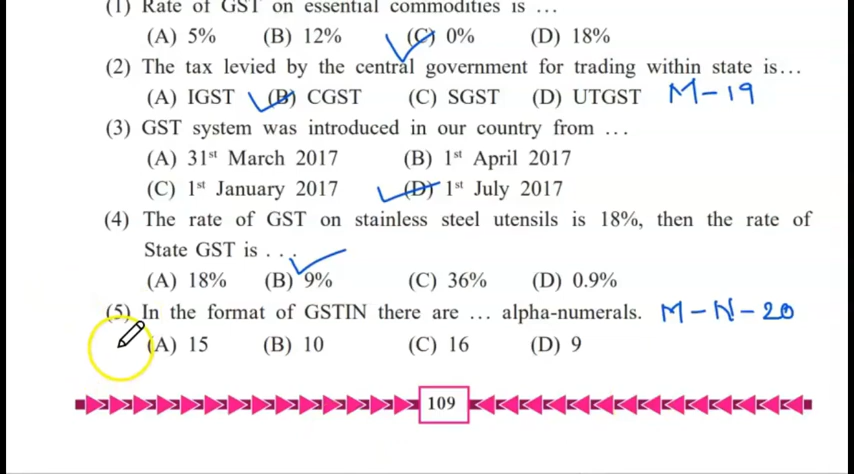 (1) Rate of GST on essential commodities is ...
(A) 5% (B) 12% (C) 0% (D) 18%
(2) The tax levied by the central government for trading within state is...
(A) IGST (B) CGST (C) SGST (D) UTGST M-19
(3) GST system was introduced in our country from ...
(A) 31st March 2017 (B) 1st April 2017
(C) 1st January 2017 (D) 1st July 2017
(4) The rate of GST on stainless steel utensils is 18%, then the rate of
State GST is . . .
(A) 18% (B) 9% (C) 36% (D) 0.9%
(5) In the format of GSTIN there are ... alpha-numerals. M-N-20
(A) 15 (B) 10 (C) 16 (D) 9
109